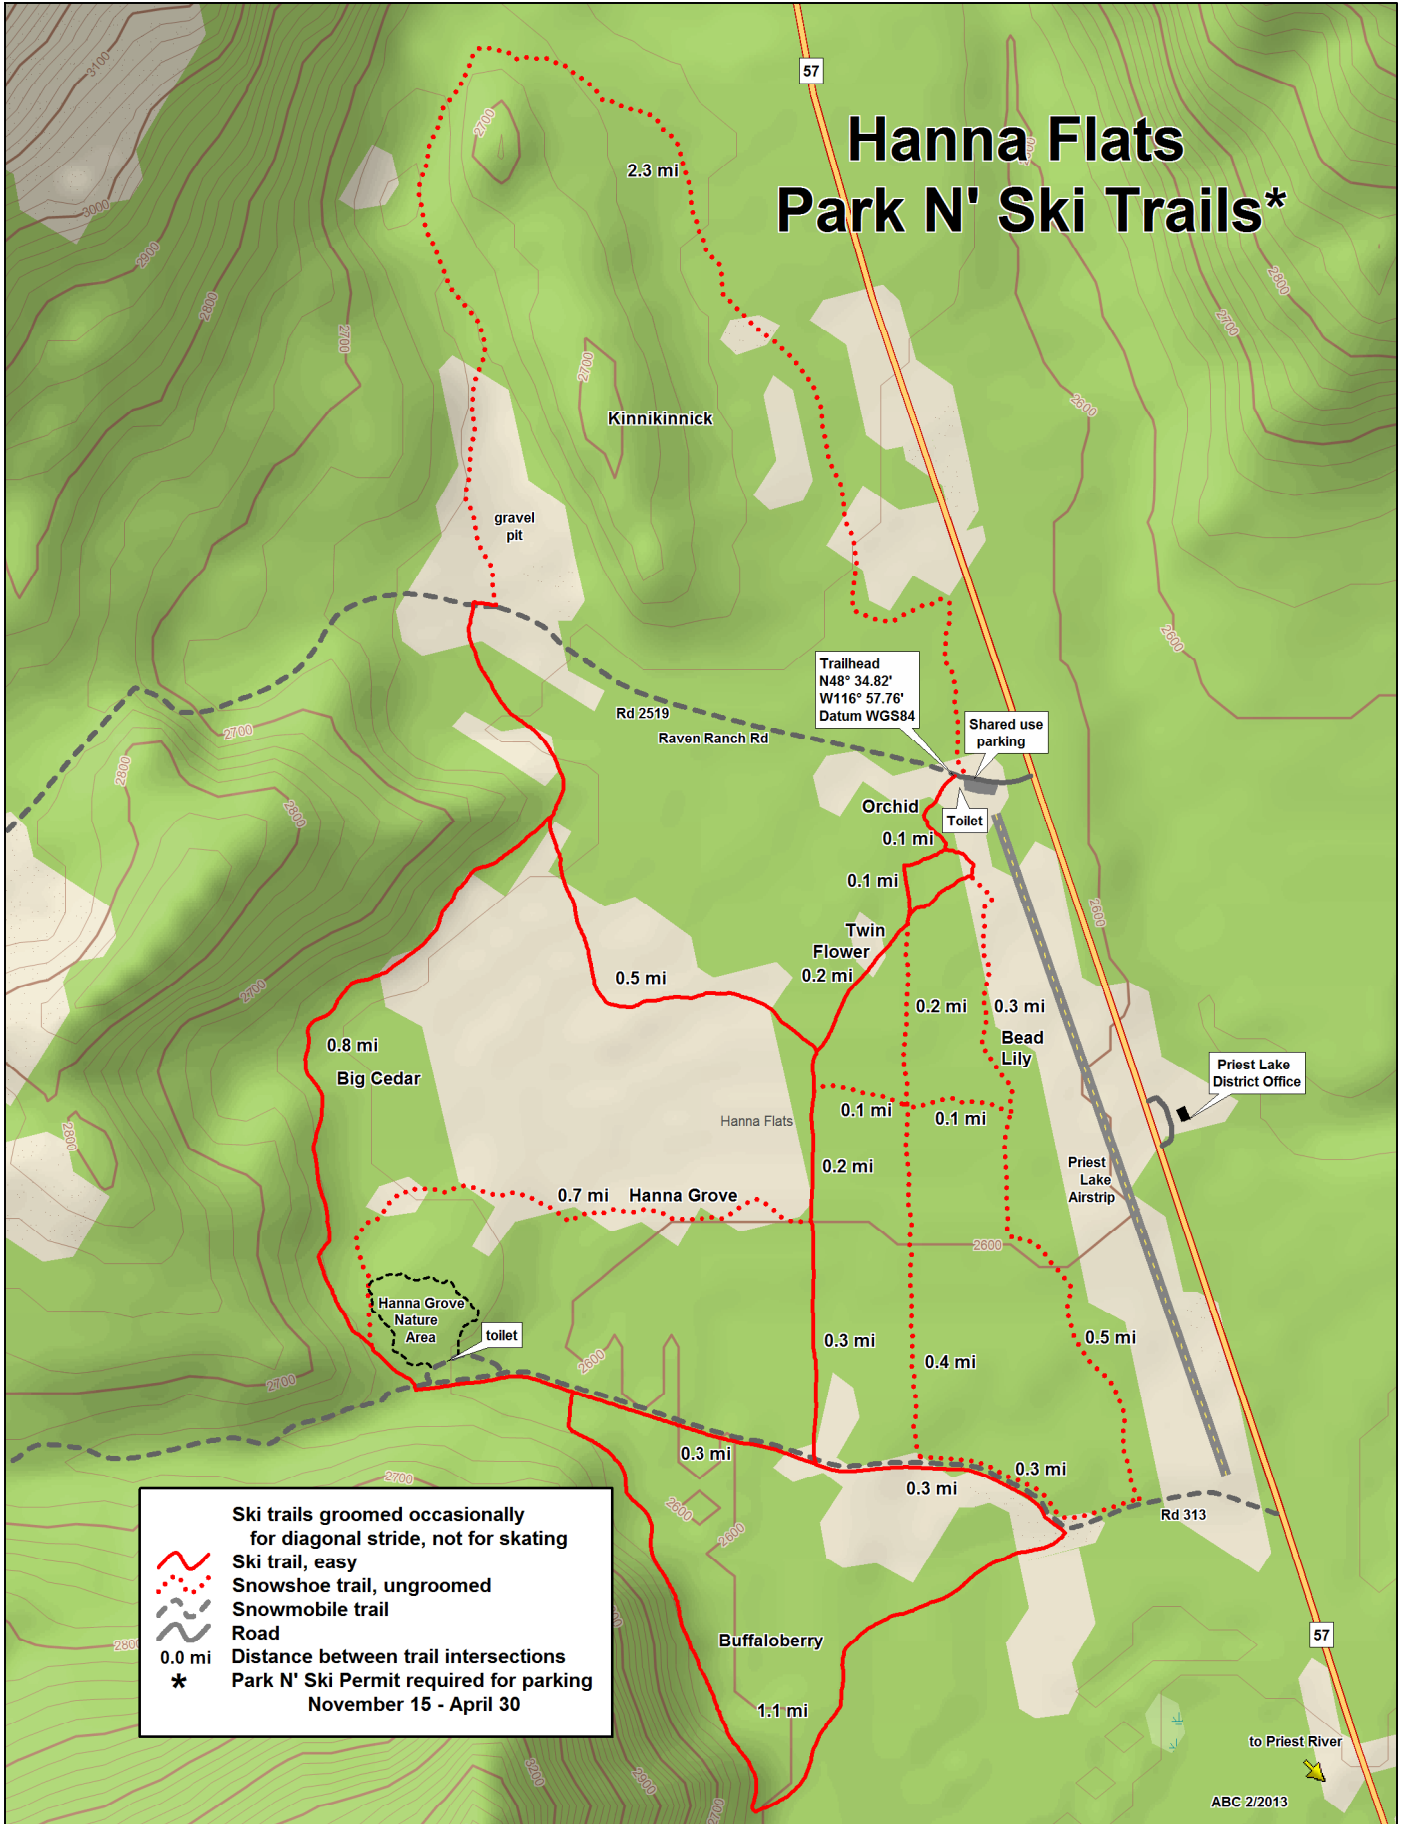 3100
57
Hanna Flats
Park N' Ski Trails*
2700
2.3 mi
3000
2900
2800
2700
2800
2700
2700
2600
Kinnikinnick
gravel
pit
2600
Trailhead
N48° 34.82'
W116° 57.76'
Datum WGS84
Rd 2519
Raven Ranch Rd
Shared use
parking
2700
2800
2800
Orchid
Toilet
0.1 mi
0.1 mi
2600
Twin
Flower
0.2 mi
0.5 mi
2700
0.2 mi
0.3 mi
Bead
Lily
0.8 mi
Big Cedar
Priest Lake
District Office
0.1 mi
0.1 mi
Hanna Flats
2800
0.2 mi
Priest
Lake
Airstrip
0.7 mi
Hanna Grove
2600
Hanna Grove
Nature
Area
toilet
0.3 mi
0.5 mi
2600
0.4 mi
2700
0.3 mi
0.3 mi
0.3 mi
2700
2600
2600
Rd 313
Ski trails groomed occasionally
for diagonal stride, not for skating
Ski trail, easy
Snowshoe trail, ungroomed
Snowmobile trail
Road
0.0 mi Distance between trail intersections
* Park N' Ski Permit required for parking
November 15 - April 30
Buffaloberry
57
1.1 mi
to Priest River
3200
2900
2700
ABC 2/2013